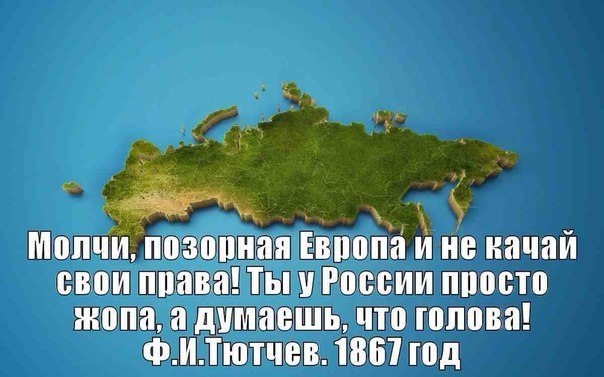 Молчи, позорная Европа и не качай
свои права! Ты у России просто
жопа, а думаешь, что голова!
Ф.И.Тютчев. 1867 год